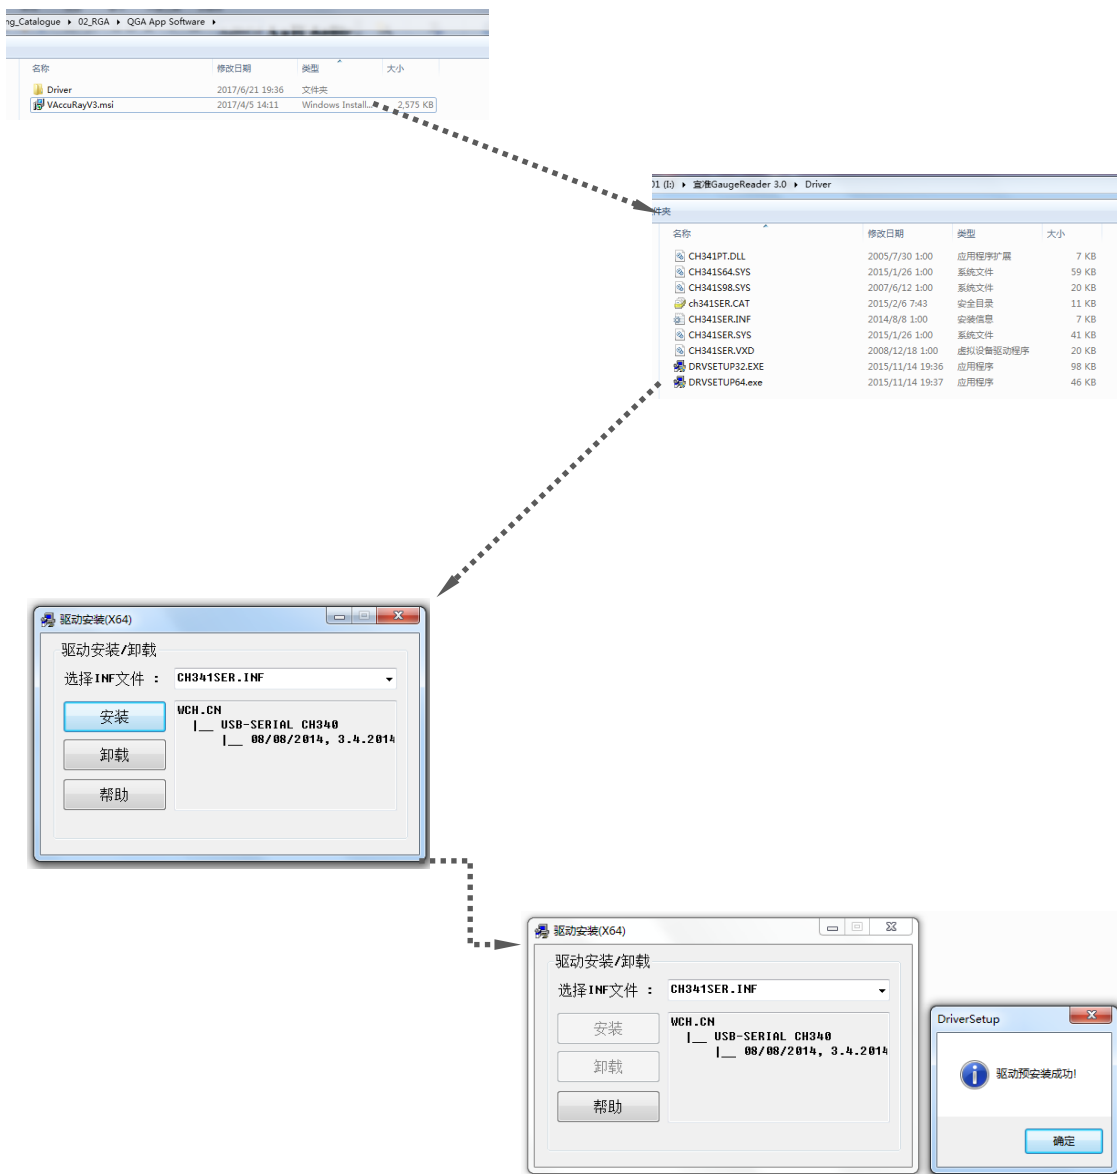 ng_Catalogue ▸ 02_RGA ▸ QGA App Software ▸
名称 修改日期 类型 大小
Driver 2017/6/21 19:36 文件夹
VAccuRayV3.msi 2017/4/5 14:11 Windows Install... 2,575 KB
01 (I:) ▸ 宜准GaugeReader 3.0 ▸ Driver
件夹
名称 修改日期 类型 大小
CH341PT.DLL 2005/7/30 1:00 应用程序扩展 7 KB
CH341S64.SYS 2015/1/26 1:00 系统文件 59 KB
CH341S98.SYS 2007/6/12 1:00 系统文件 20 KB
ch341SER.CAT 2015/2/6 7:43 安全目录 11 KB
CH341SER.INF 2014/8/8 1:00 安装信息 7 KB
CH341SER.SYS 2015/1/26 1:00 系统文件 41 KB
CH341SER.VXD 2008/12/18 1:00 虚拟设备驱动程序 20 KB
DRVSETUP32.EXE 2015/11/14 19:36 应用程序 98 KB
DRVSETUP64.exe 2015/11/14 19:37 应用程序 46 KB
驱动安装(X64)
驱动安装/卸载
选择INF文件 : CH341SER.INF
安装
卸载
帮助
WCH.CN
|__ USB-SERIAL CH340
|__ 08/08/2014, 3.4.2014
驱动安装(X64)
驱动安装/卸载
选择INF文件 : CH341SER.INF
安装
卸载
帮助
WCH.CN
|__ USB-SERIAL CH340
|__ 08/08/2014, 3.4.2014
DriverSetup
驱动预安装成功!
确定